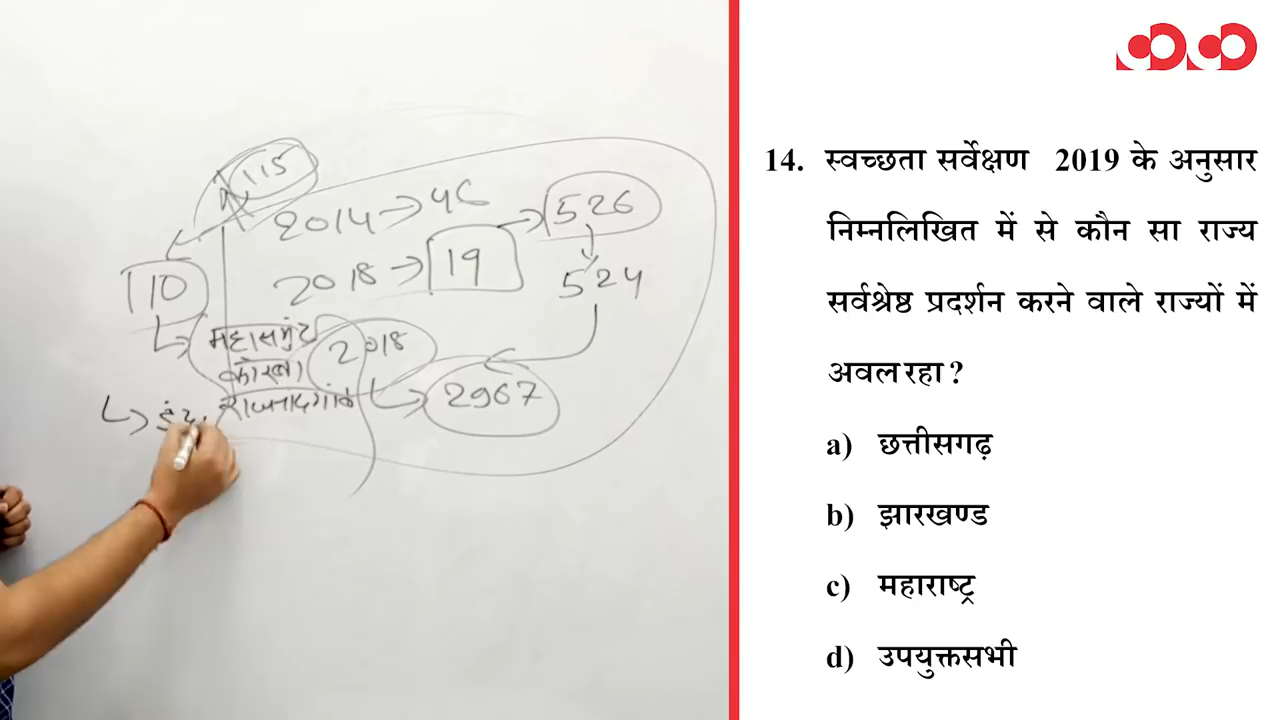 115
2014 → 46
526
110
2018 → 19
524
महासमुंद
2018
कोरबा
राजनांदगांव
2967
14. स्वच्छता सर्वेक्षण 2019 के अनुसार
निम्नलिखित में से कौन सा राज्य
सर्वश्रेष्ठ प्रदर्शन करने वाले राज्यों में
अवल रहा ?
a) छत्तीसगढ़
b) झारखण्ड
c) महाराष्ट्र
d) उपयुक्तसभी